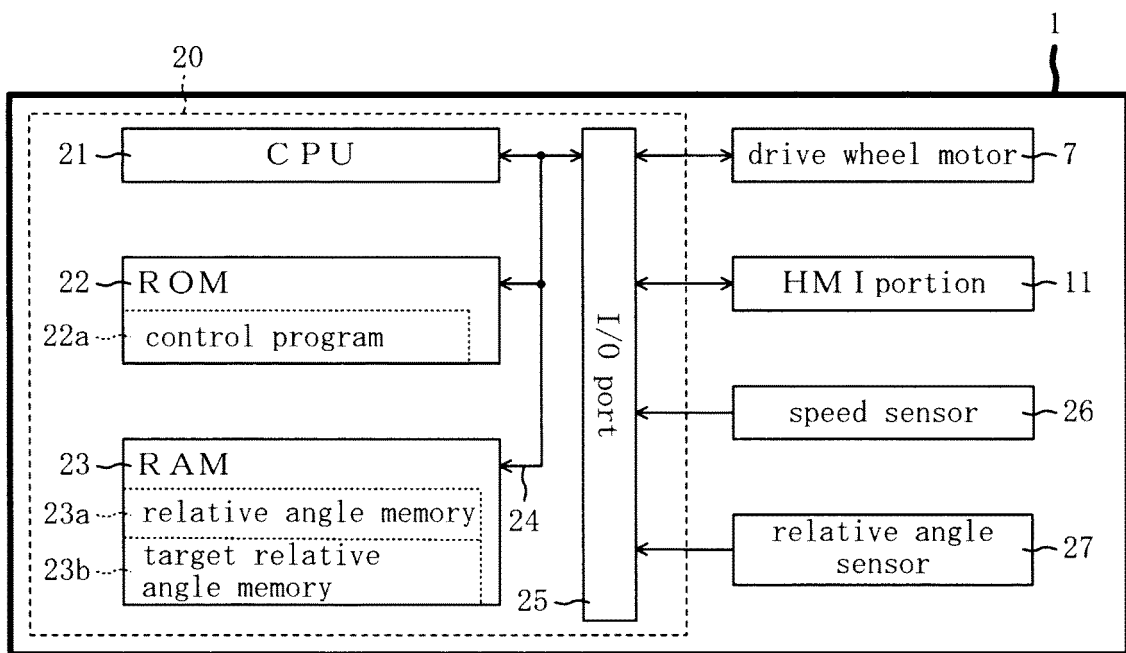 1
20
21
CPU
drive wheel motor
7
22
ROM
HMI portion
11
22a
control program
I/O port
speed sensor
26
23
RAM
24
23a
relative angle memory
relative angle
sensor
27
23b
target relative
angle memory
25